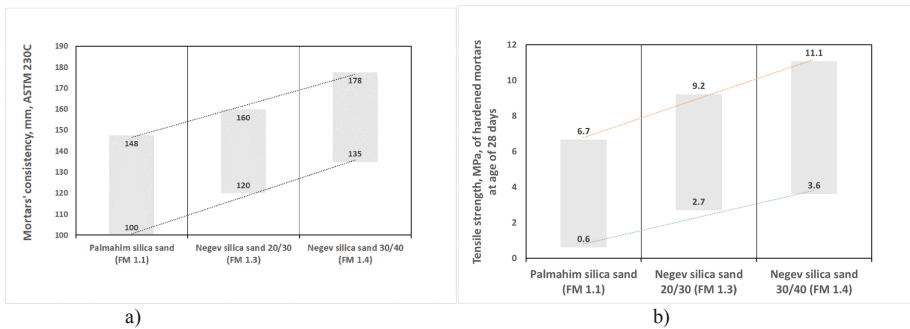 Mortars' consistency, mm, ASTM 230C
190
180
170
160
150
140
130
120
110
100
148
100
160
120
178
135
Palmahim silica sand
(FM 1.1)
Negev silica sand 20/30
(FM 1.3)
Negev silica sand 30/40
(FM 1.4)
a)
Tensile strength, MPa, of hardened mortars
at age of 28 days
12
10
8
6
4
2
0
6.7
0.6
9.2
2.7
11.1
3.6
Palmahim silica sand
(FM 1.1)
Negev silica sand
20/30 (FM 1.3)
Negev silica sand
30/40 (FM 1.4)
b)